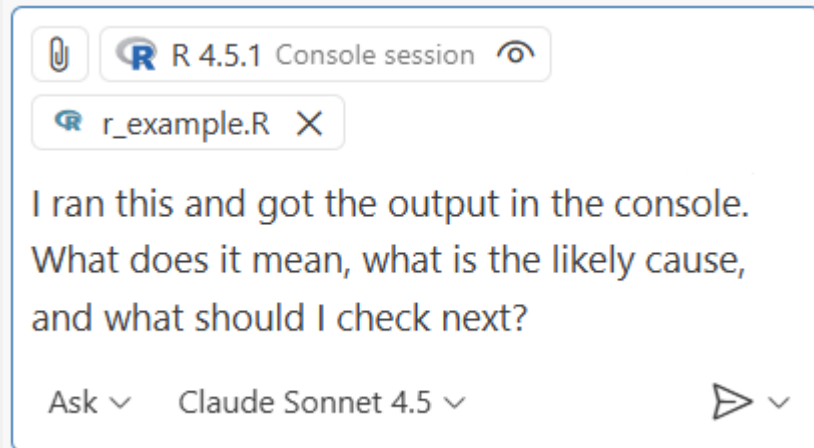 R 4.5.1 Console session
r_example.R
I ran this and got the output in the console.
What does it mean, what is the likely cause,
and what should I check next?
Ask Claude Sonnet 4.5